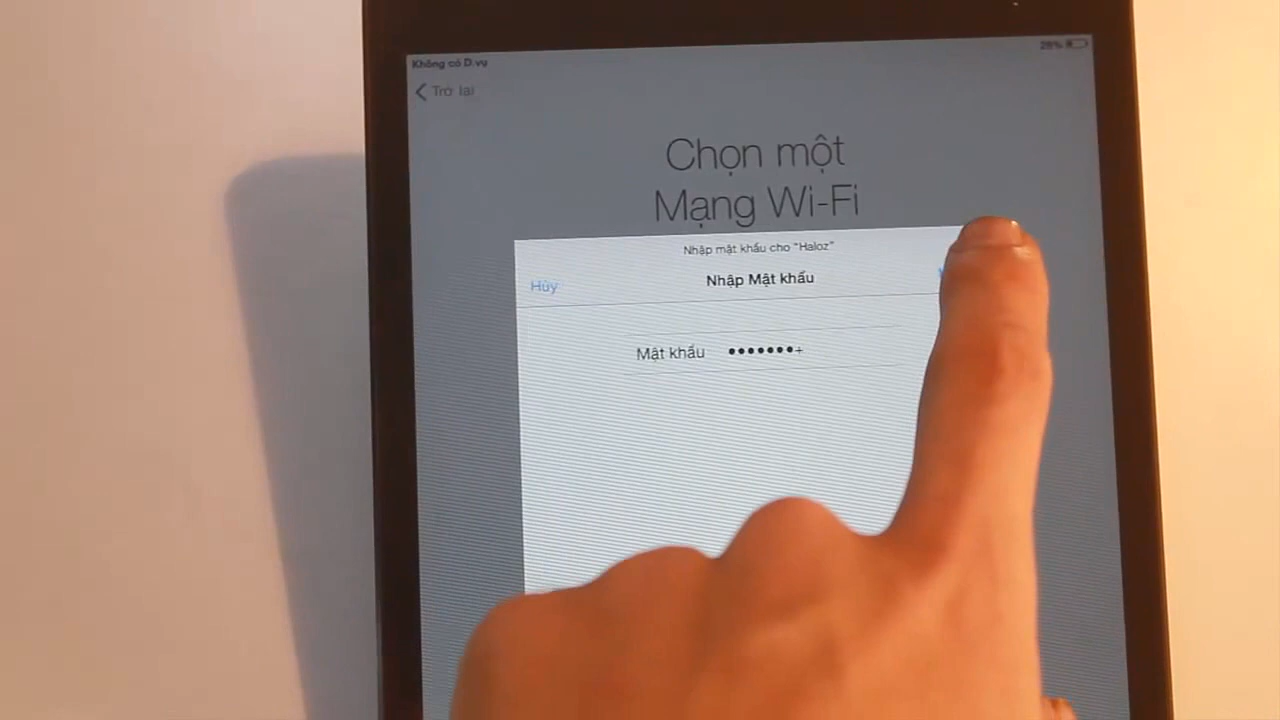 Không có D.vụ
28%
Trở lại
Chọn một
Mạng Wi-Fi
Nhập mật khẩu cho "Haloz"
Hủy
Nhập Mật khẩu
Mật khẩu •••••••+